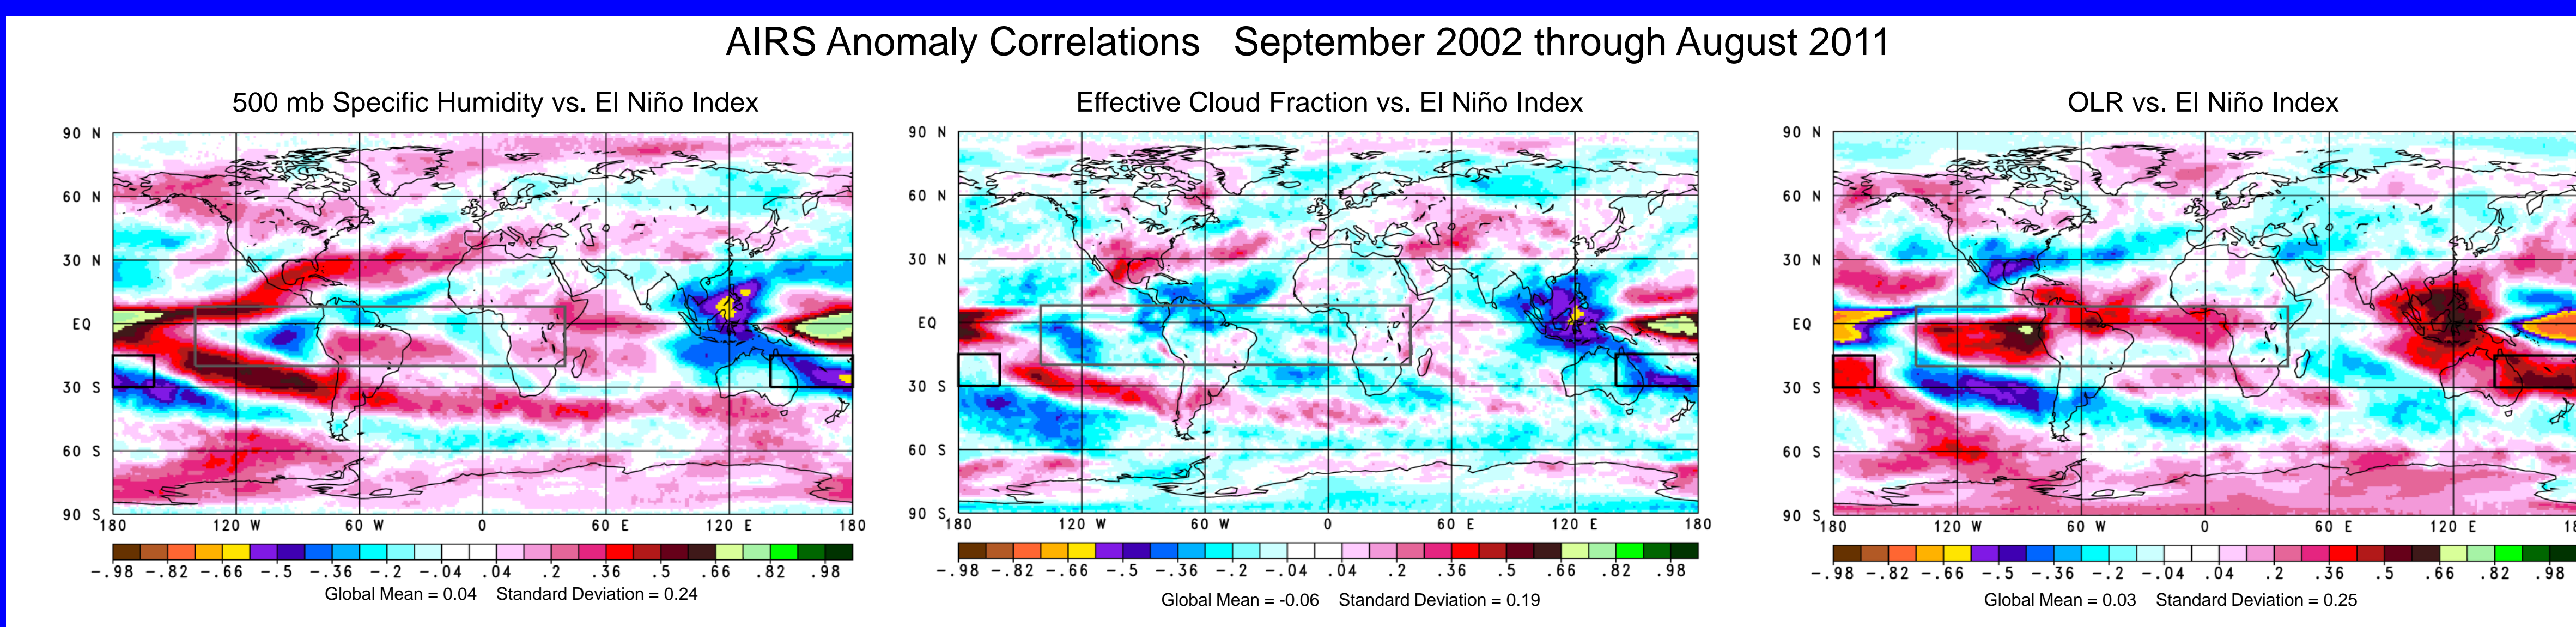 AIRS Anomaly Correlations September 2002 through August 2011
500 mb Specific Humidity vs. El Niño Index
90 N
60 N
30 N
EQ
30 S
60 S
90 S
180 120 W 60 W 0 60 E 120 E 180
-.98 -.82 -.66 -.5 -.36 -.2 -.04 .04 .2 .36 .5 .66 .82 .98
Global Mean = 0.04 Standard Deviation = 0.24
Effective Cloud Fraction vs. El Niño Index
90 N
60 N
30 N
EQ
30 S
60 S
90 S
180 120 W 60 W 0 60 E 120 E 180
-.98 -.82 -.66 -.5 -.36 -.2 -.04 .04 .2 .36 .5 .66 .82 .98
Global Mean = -0.06 Standard Deviation = 0.19
OLR vs. El Niño Index
90 N
60 N
30 N
EQ
30 S
60 S
90 S
180 120 W 60 W 0 60 E 120 E
-.98 -.82 -.66 -.5 -.36 -.2 -.04 .04 .2 .36 .5 .66 .82 .98
Global Mean = 0.03 Standard Deviation = 0.25